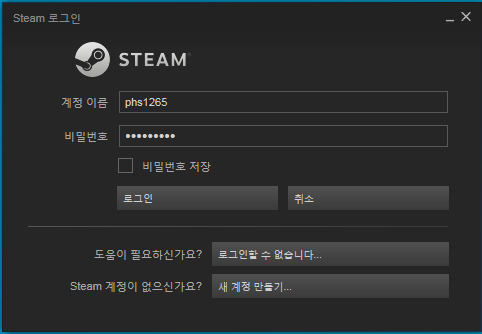 Steam 로그인
STEAM
계정 이름 phs1265
비밀번호 •••••••••
비밀번호 저장
로그인 취소
도움이 필요하신가요? 로그인할 수 없습니다...
Steam 계정이 없으신가요? 새 계정 만들기...